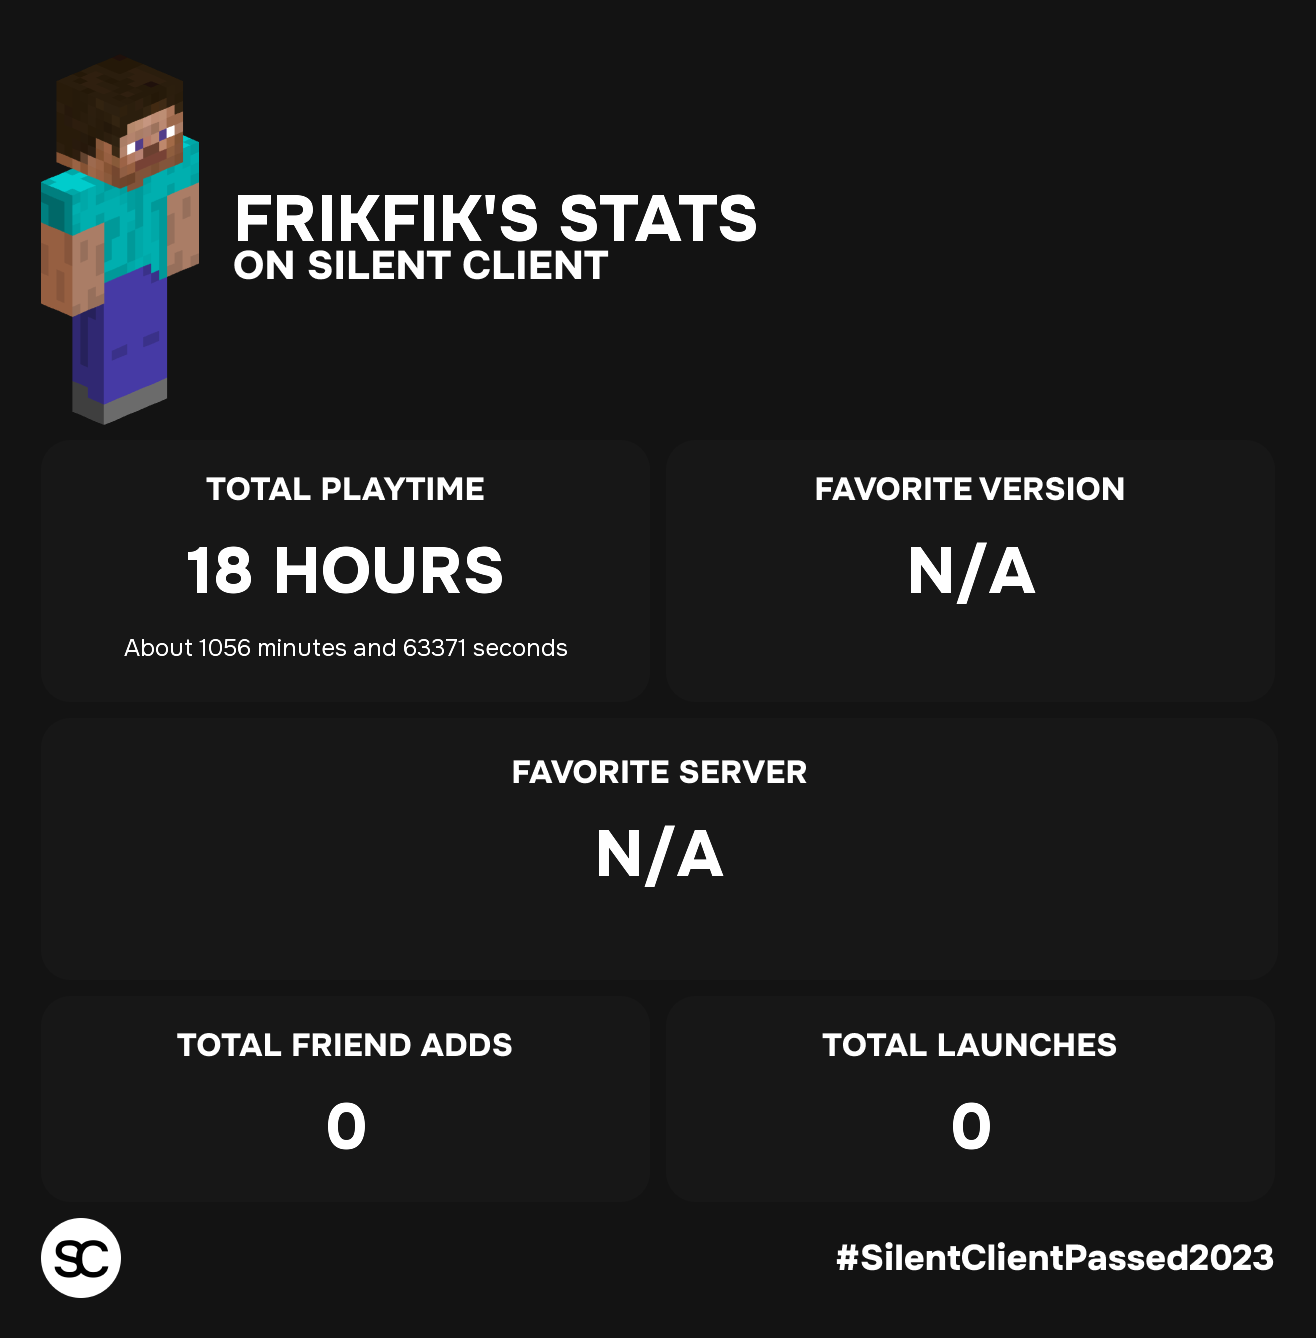 FRIKFIK'S STATS
ON SILENT CLIENT
TOTAL PLAYTIME
18 HOURS
About 1056 minutes and 63371 seconds
FAVORITE VERSION
N/A
FAVORITE SERVER
N/A
TOTAL FRIEND ADDS
0
TOTAL LAUNCHES
0
SC
#SilentClientPassed2023